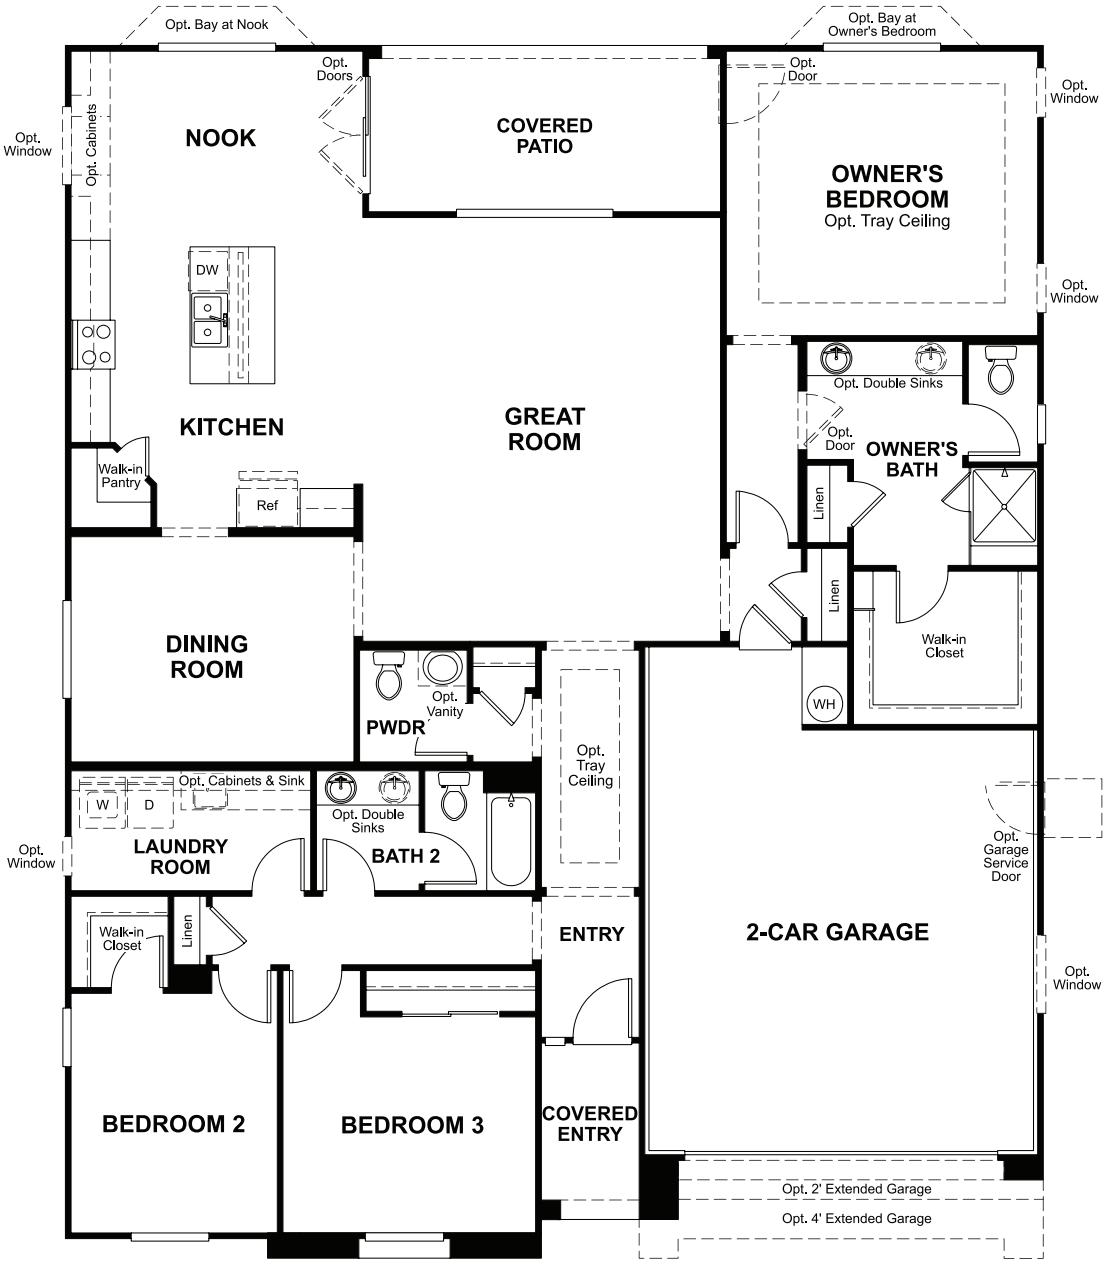 Opt. Bay at Nook
Opt. Bay at
Owner's Bedroom
Opt.
Doors
Opt.
Door
Opt.
Window
Opt.
Window
Opt. Cabinets
NOOK
COVERED
PATIO
OWNER'S
BEDROOM
Opt. Tray Ceiling
DW
Opt.
Window
Opt. Double Sinks
KITCHEN
GREAT
ROOM
Opt.
Door
OWNER'S
BATH
Walk-in
Pantry
Ref
Linen
Linen
DINING
ROOM
Walk-in
Closet
Opt.
Vanity
PWDR
WH
Opt.
Tray
Ceiling
Opt. Cabinets & Sink
W
D
Opt. Double
Sinks
Opt.
Window
LAUNDRY
ROOM
BATH 2
Opt.
Garage
Service
Door
Walk-in
Closet
Linen
ENTRY
2-CAR GARAGE
Opt.
Window
BEDROOM 2
BEDROOM 3
COVERED
ENTRY
Opt. 2' Extended Garage
Opt. 4' Extended Garage